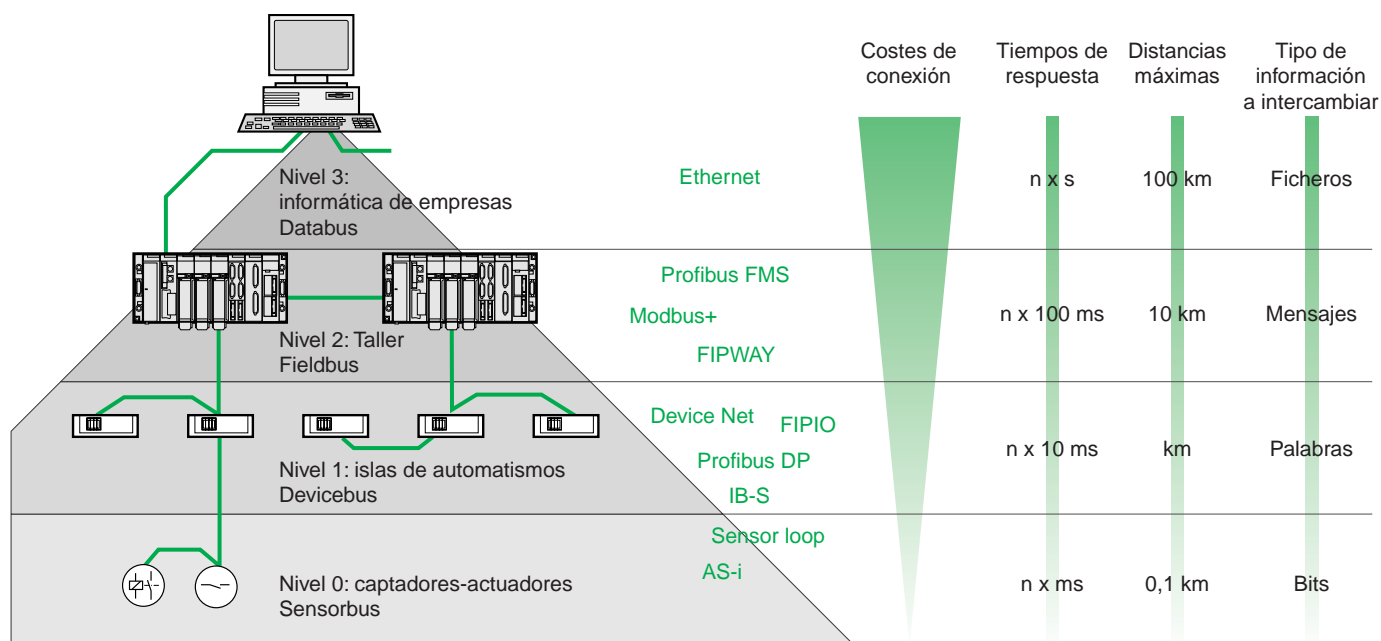 Costes de
conexión
Tiempos de
respuesta
Distancias
máximas
Tipo de
información
a intercambiar
Nivel 3:
informática de empresas
Databus
Ethernet
n x s
100 km
Ficheros
Profibus FMS
Modbus+
FIPWAY
Nivel 2: Taller
Fieldbus
n x 100 ms
10 km
Mensajes
Device Net
FIPIO
Profibus DP
IB-S
Nivel 1: islas de automatismos
Devicebus
n x 10 ms
km
Palabras
Sensor loop
AS-i
Nivel 0: captadores-actuadores
Sensorbus
n x ms
0,1 km
Bits